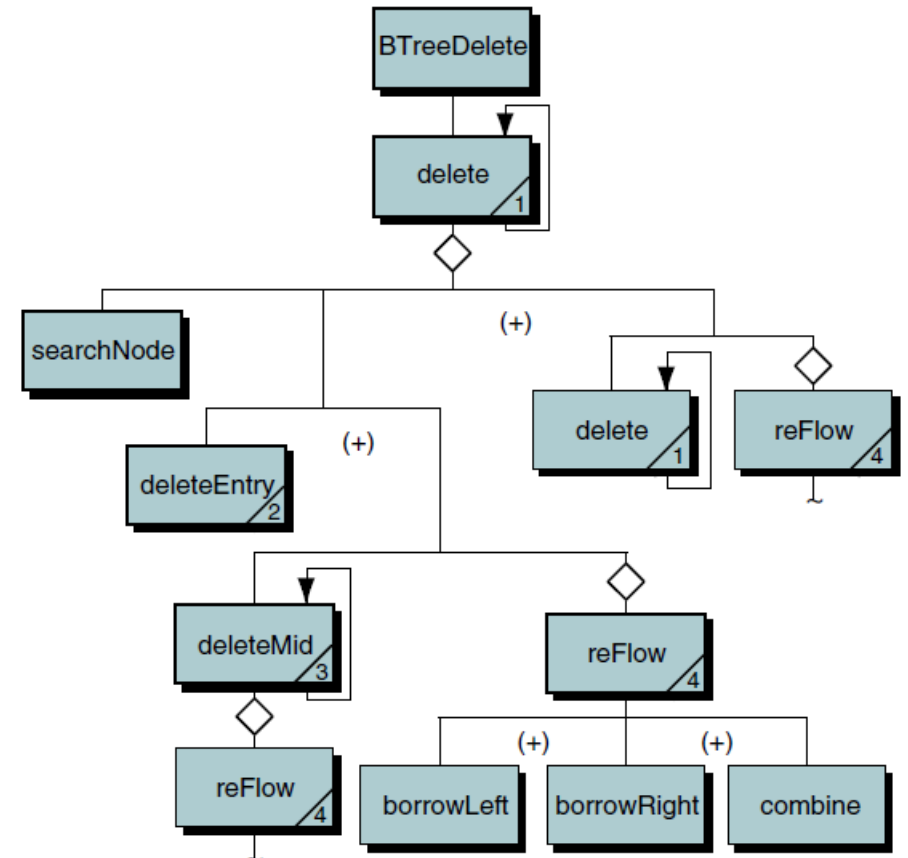 BTreeDelete
delete
1
searchNode
(+)
delete
1
reFlow
4
~
(+)
deleteEntry
2
deleteMid
3
reFlow
4
reFlow
4
(+)
(+)
borrowLeft
borrowRight
combine
~